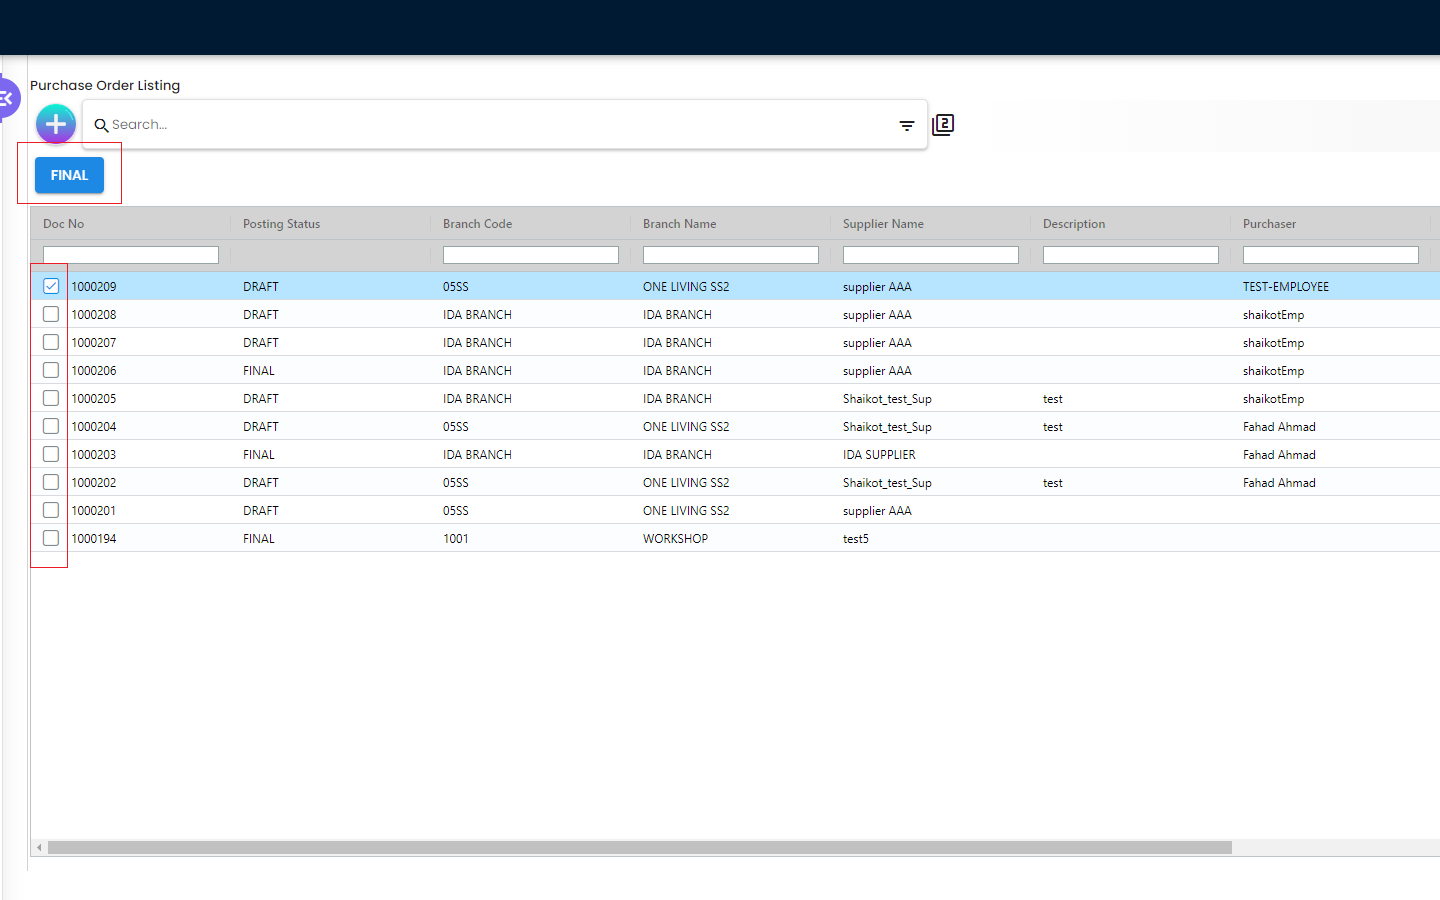 Purchase Order Listing
Search...
2
FINAL
Doc No Posting Status Branch Code Branch Name Supplier Name Description Purchaser
1000209 DRAFT 05SS ONE LIVING SS2 supplier AAA TEST-EMPLOYEE
1000208 DRAFT IDA BRANCH IDA BRANCH supplier AAA shaikotEmp
1000207 DRAFT IDA BRANCH IDA BRANCH supplier AAA shaikotEmp
1000206 FINAL IDA BRANCH IDA BRANCH supplier AAA shaikotEmp
1000205 DRAFT IDA BRANCH IDA BRANCH Shaikot_test_Sup test shaikotEmp
1000204 DRAFT 05SS ONE LIVING SS2 Shaikot_test_Sup test Fahad Ahmad
1000203 FINAL IDA BRANCH IDA BRANCH IDA SUPPLIER Fahad Ahmad
1000202 DRAFT 05SS ONE LIVING SS2 Shaikot_test_Sup test Fahad Ahmad
1000201 DRAFT 05SS ONE LIVING SS2 supplier AAA
1000194 FINAL 1001 WORKSHOP test5